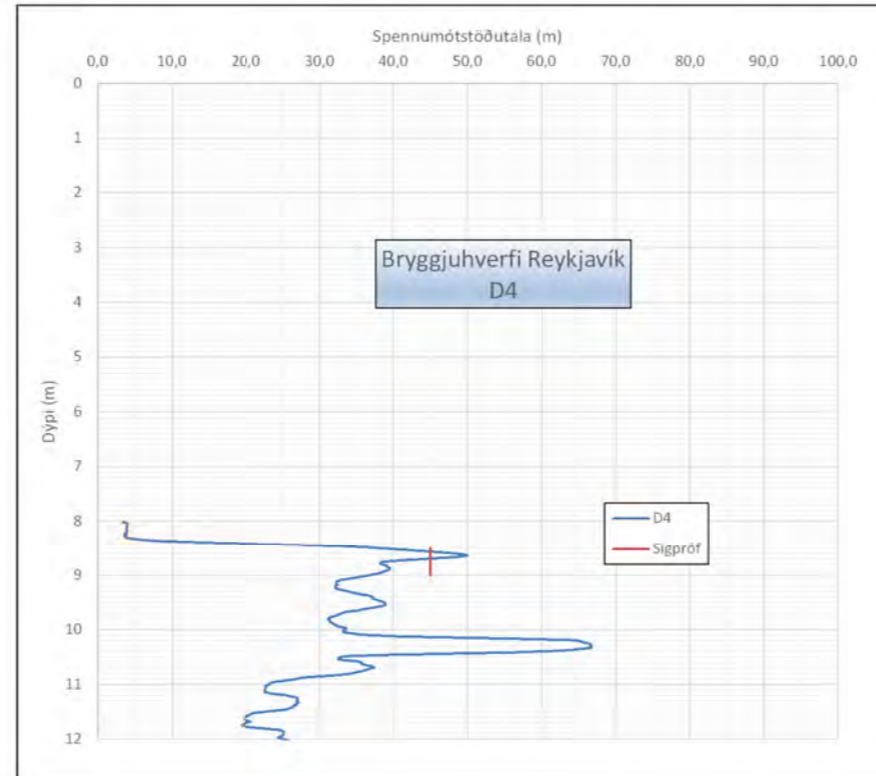 Spennumótstöðutala (m)
0,0 10,0 20,0 30,0 40,0 50,0 60,0 70,0 80,0 90,0 100,0
0
1
2
3
4
5
6
7
8
9
10
11
12
Dýpi (m)
Bryggjuhverfi Reykjavík
D4
D4
Sigpróf